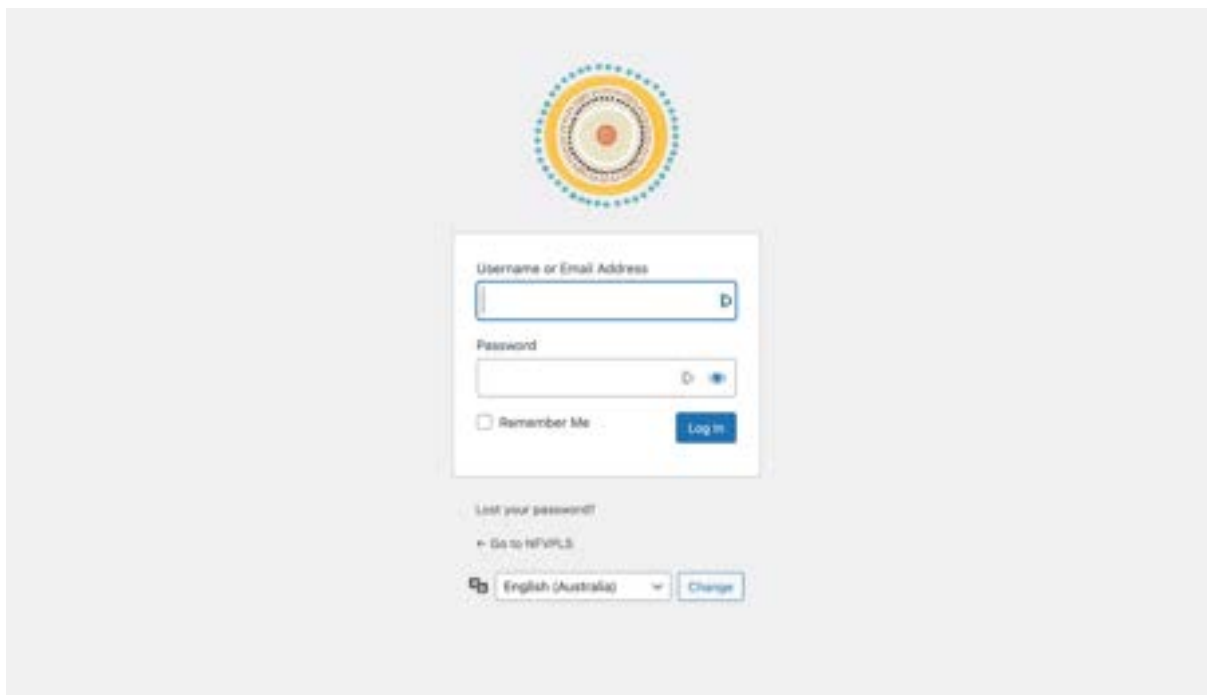 Username or Email Address
Password
Remember Me
Log In
Lost your password?
← Go to NFVPLS
English (Australia)
Change